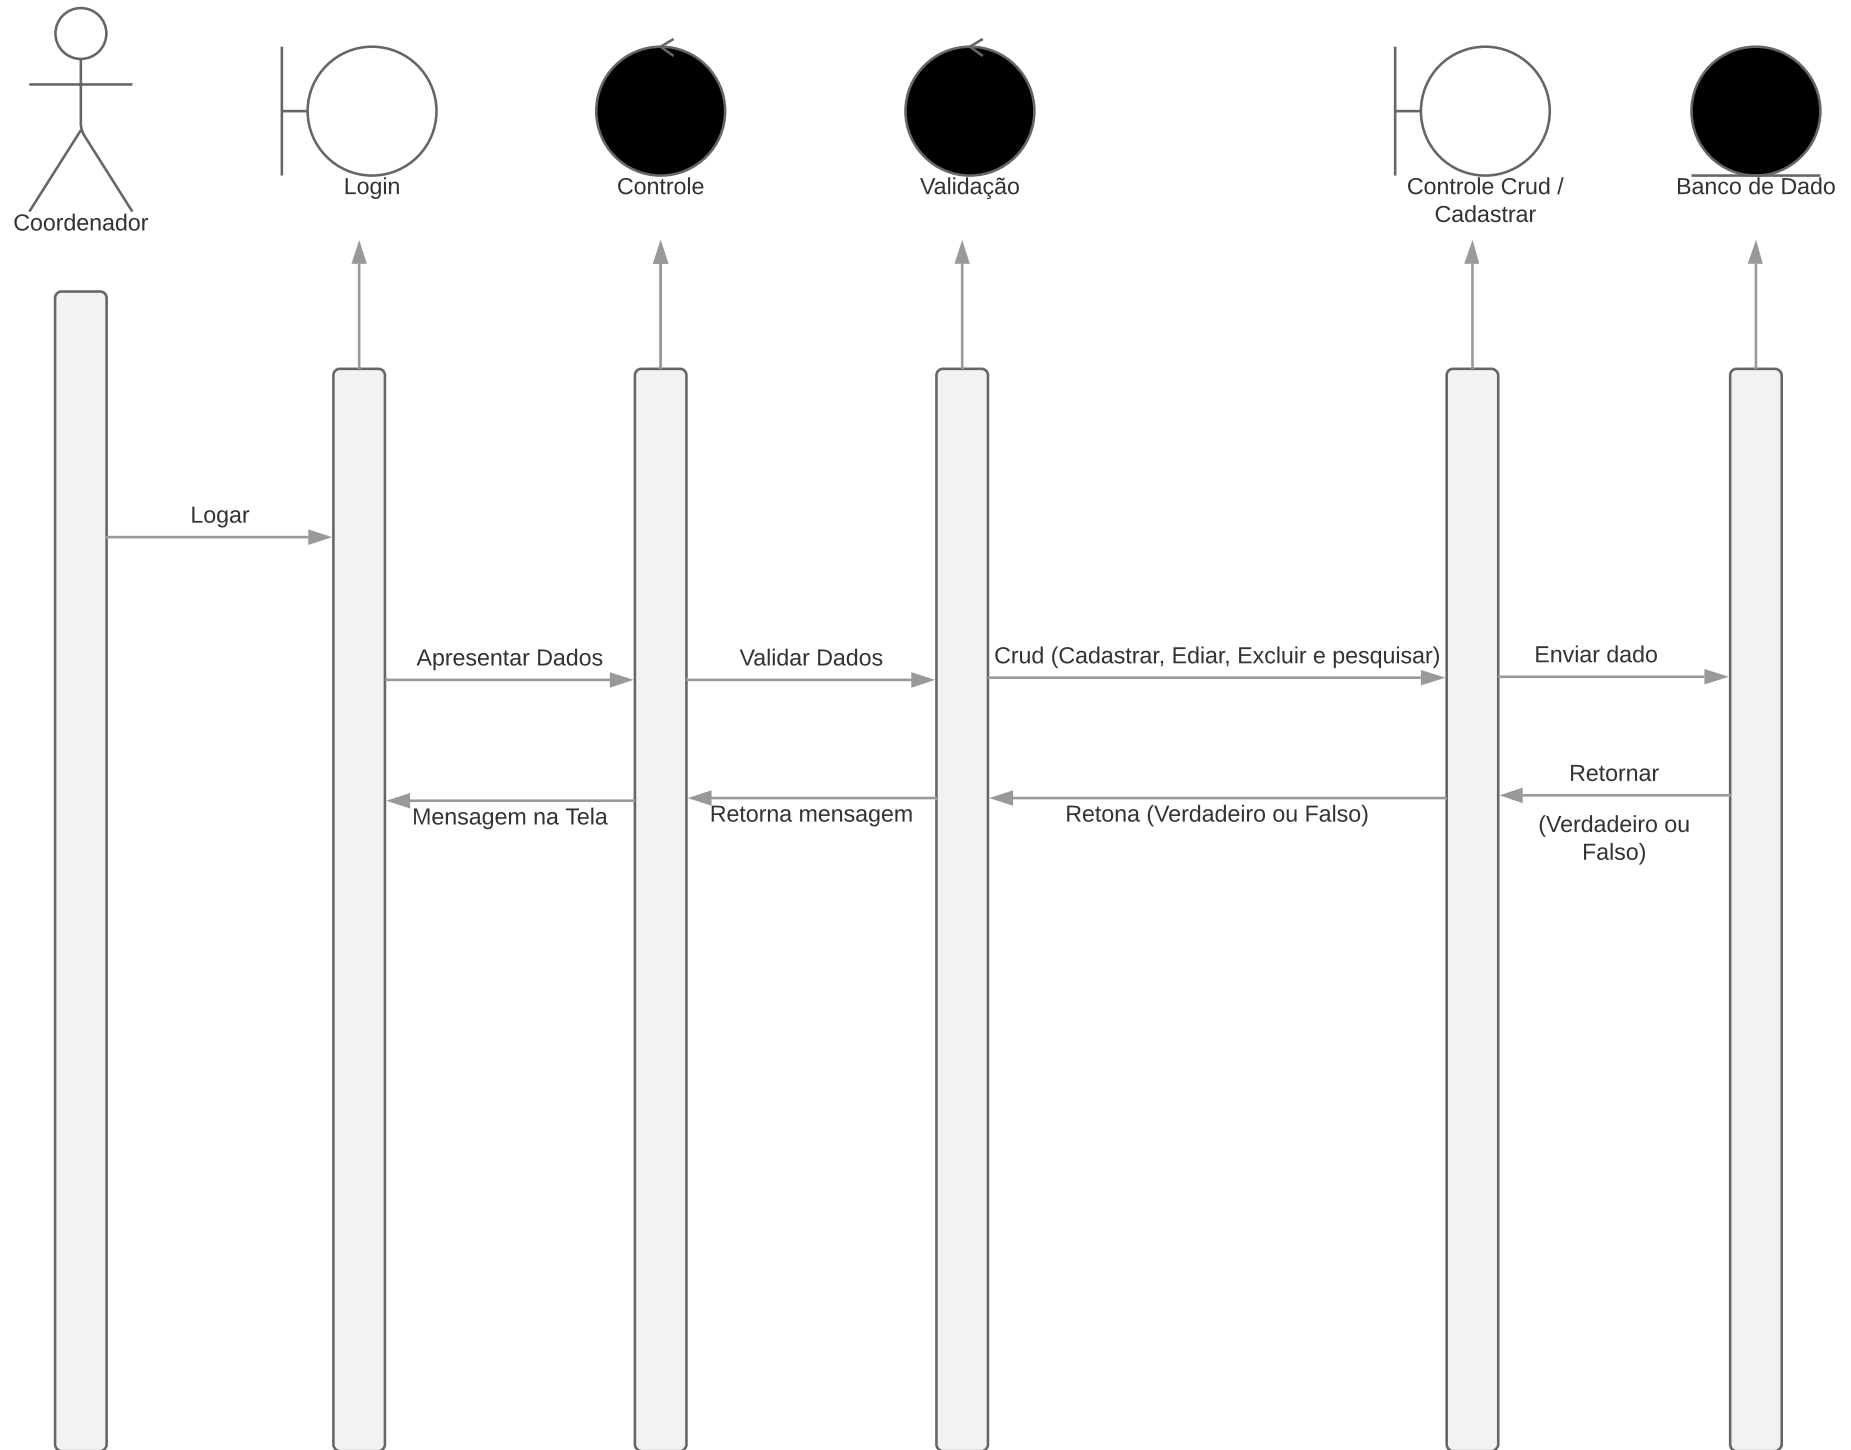 Coordenador
Login
Controle
Validação
Controle Crud /
Cadastrar
Banco de Dado
Logar
Apresentar Dados
Validar Dados
Crud (Cadastrar, Ediar, Excluir e pesquisar)
Enviar dado
Mensagem na Tela
Retorna mensagem
Retona (Verdadeiro ou Falso)
Retornar
(Verdadeiro ou
Falso)